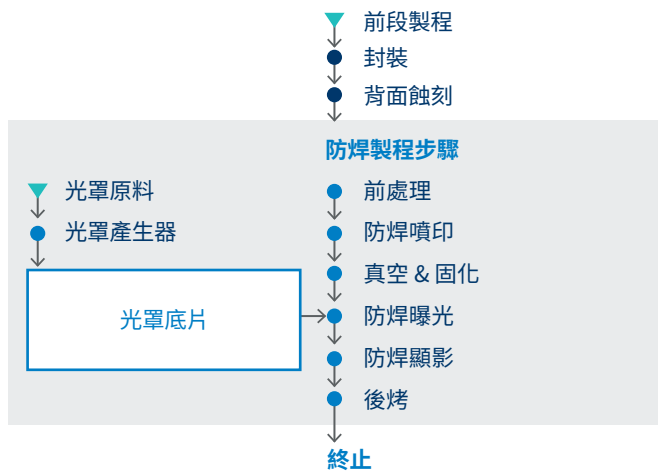 前段製程
封裝
背面蝕刻
防焊製程步驟
光罩原料
光罩產生器
光罩底片
前處理
防焊噴印
真空 & 固化
防焊曝光
防焊顯影
後烤
終止